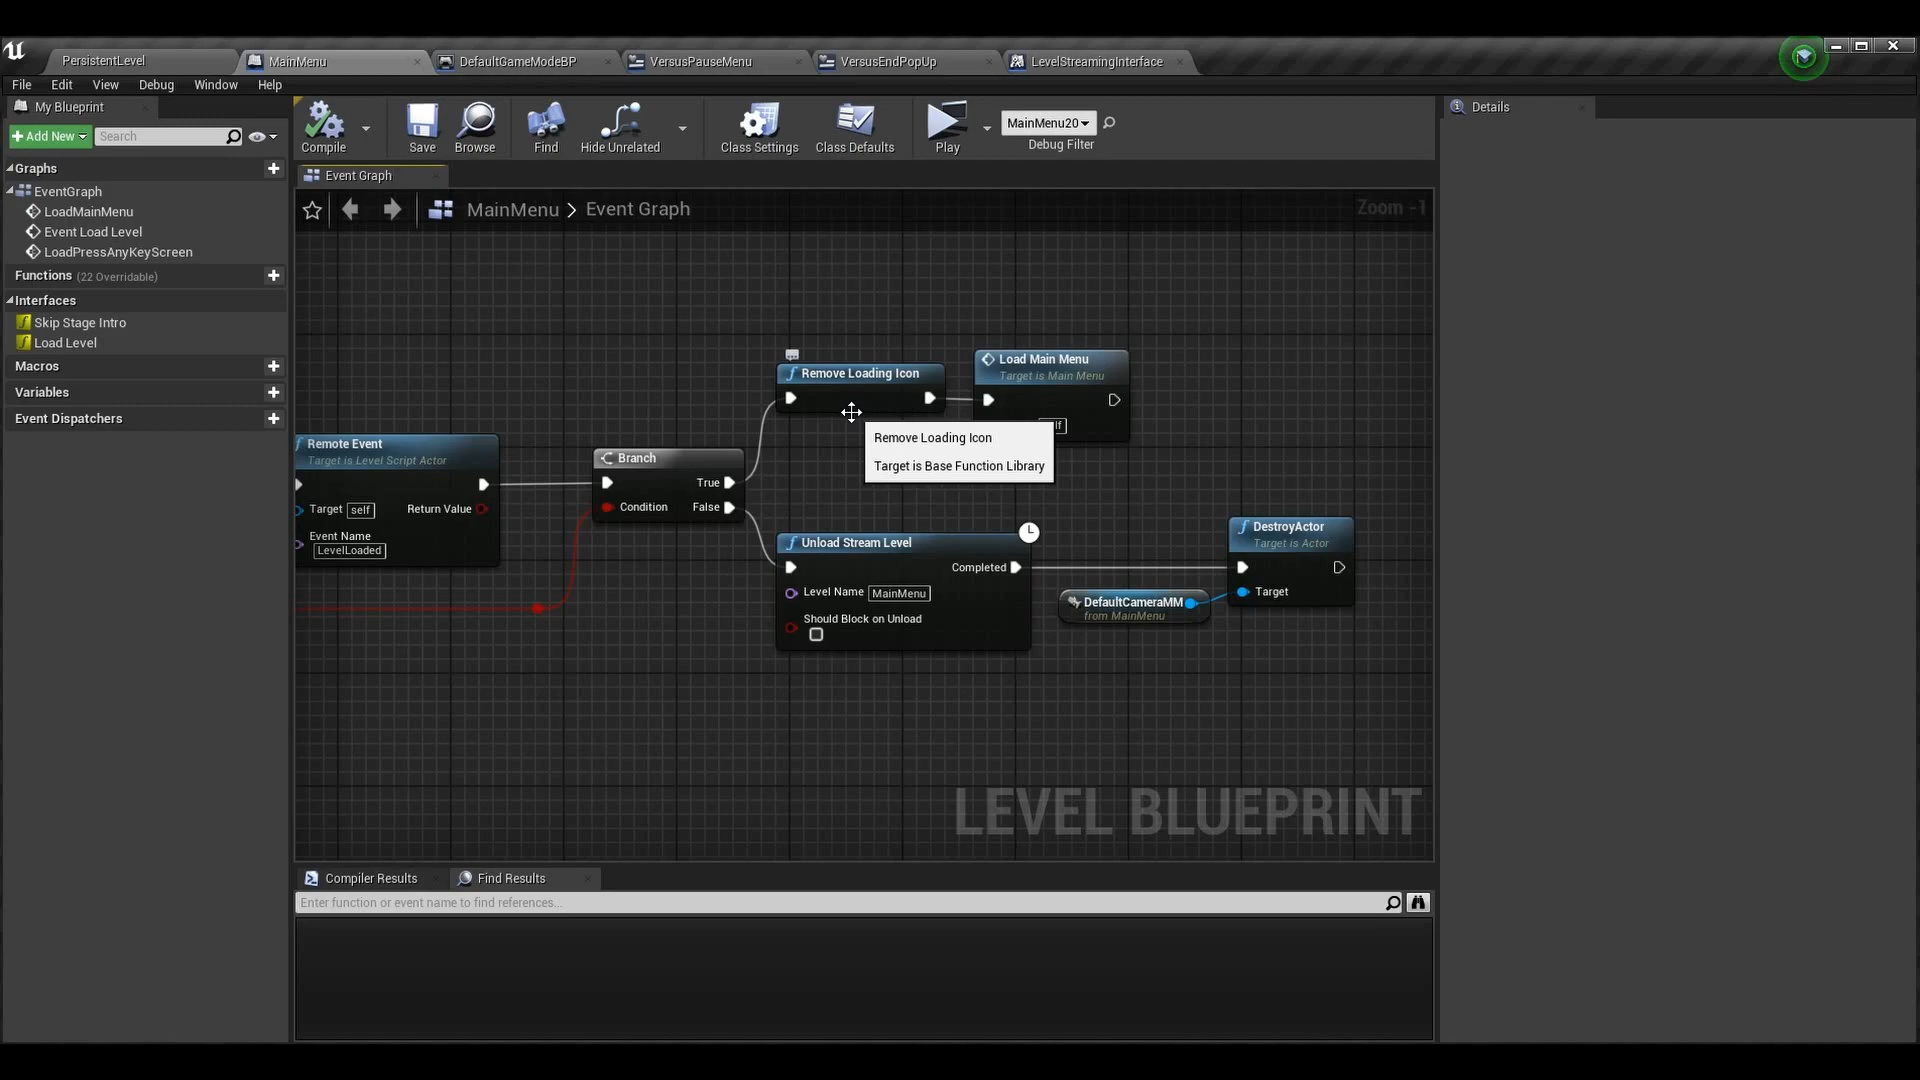 PersistentLevel
MainMenu
DefaultGameModeBP
VersusPauseMenu
VersusEndPopUp
LevelStreamingInterface
File
Edit
View
Debug
Window
Help
My Blueprint
Add New
Search
Compile
Save
Browse
Find
Hide Unrelated
Class Settings
Class Defaults
Play
MainMenu20
Debug Filter
Details
Graphs
EventGraph
LoadMainMenu
Event Load Level
LoadPressAnyKeyScreen
Functions (22 Overridable)
Interfaces
Skip Stage Intro
Load Level
Macros
Variables
Event Dispatchers
Event Graph
MainMenu > Event Graph
Zoom -1
Remote Event
Target is Level Script Actor
Target self
Return Value
Event Name
LevelLoaded
Branch
True
Condition
False
Remove Loading Icon
Load Main Menu
Target is Main Menu
lf
Remove Loading Icon
Target is Base Function Library
Unload Stream Level
Completed
Level Name MainMenu
Should Block on Unload
DefaultCameraMM
from MainMenu
DestroyActor
Target is Actor
Target
LEVEL BLUEPRINT
Compiler Results
Find Results
Enter function or event name to find references...